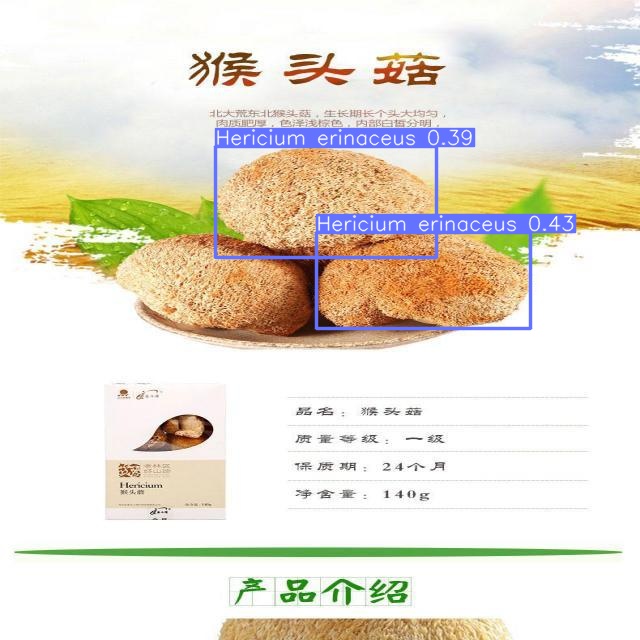 猴头菇
北大荒东北猴头菇，生长期长个头大均匀，
肉质肥厚，色泽浅棕色，内部白皙分明，
Hericium erinaceus 0.39
Hericium erinaceus 0.43
品名：猴头菇
质量等级：一级
保质期：24个月
净含量：140g
Hericium
猴头蘑
产品介绍